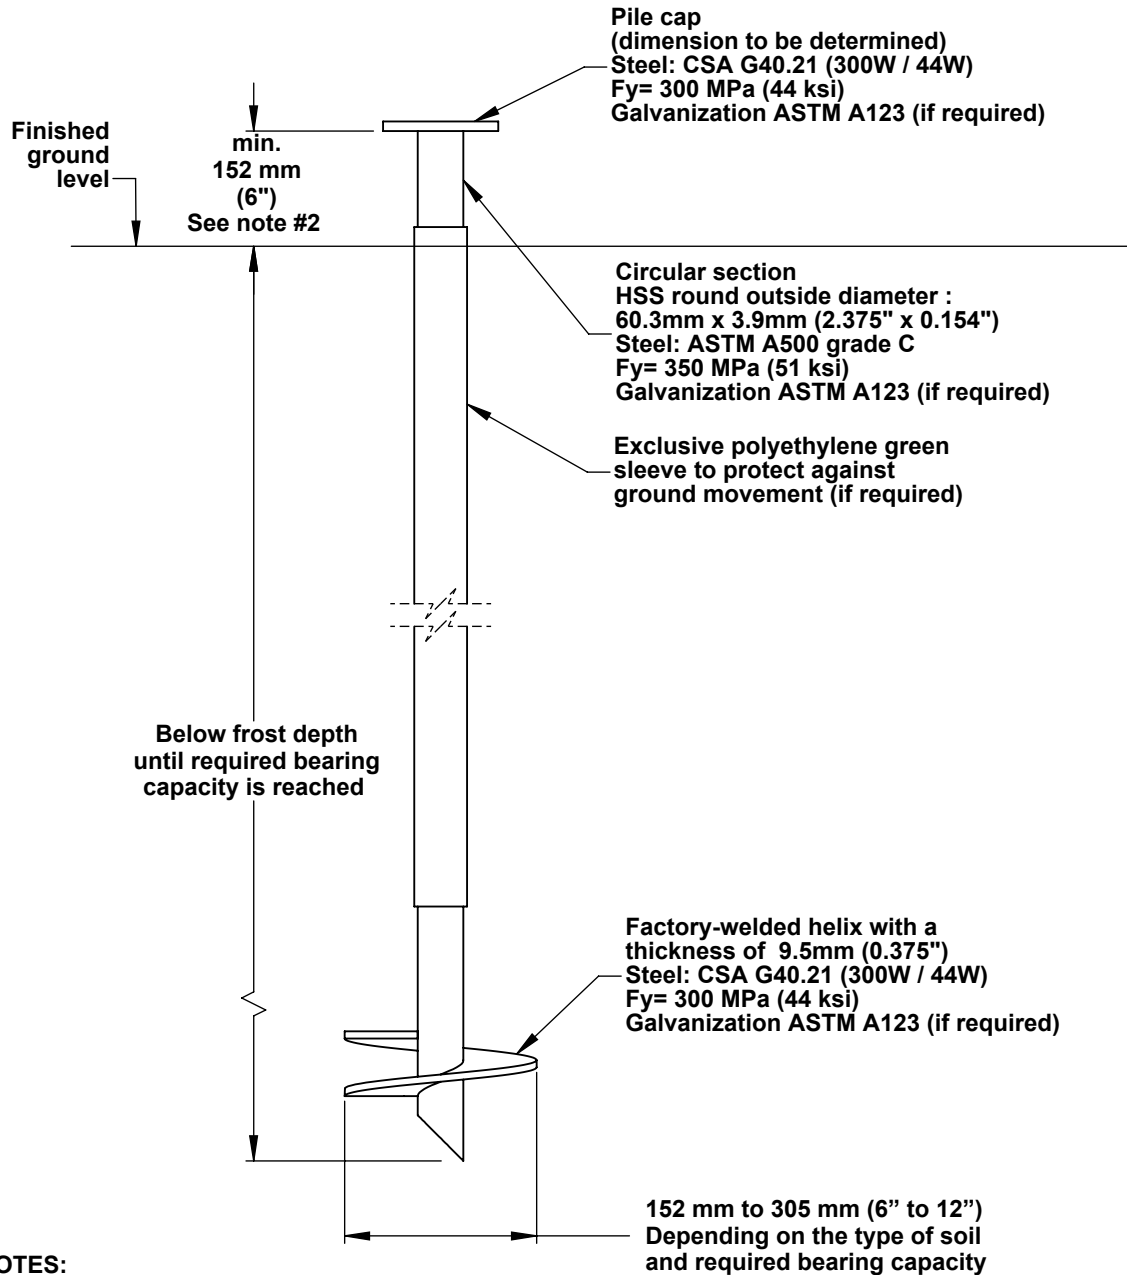 Pile cap
(dimension to be determined)
Steel: CSA G40.21 (300W / 44W)
Fy= 300 MPa (44 ksi)
Galvanization ASTM A123 (if required)
Finished
ground
level
min.
152 mm
(6")
See note #2
Circular section
HSS round outside diameter :
60.3mm x 3.9mm (2.375" x 0.154")
Steel: ASTM A500 grade C
Fy= 350 MPa (51 ksi)
Galvanization ASTM A123 (if required)
Exclusive polyethylene green
sleeve to protect against
ground movement (if required)
Below frost depth
until required bearing
capacity is reached
Factory-welded helix with a
thickness of 9.5mm (0.375")
Steel: CSA G40.21 (300W / 44W)
Fy= 300 MPa (44 ksi)
Galvanization ASTM A123 (if required)
152 mm to 305 mm (6” to 12”)
Depending on the type of soil
and required bearing capacity
OTES: